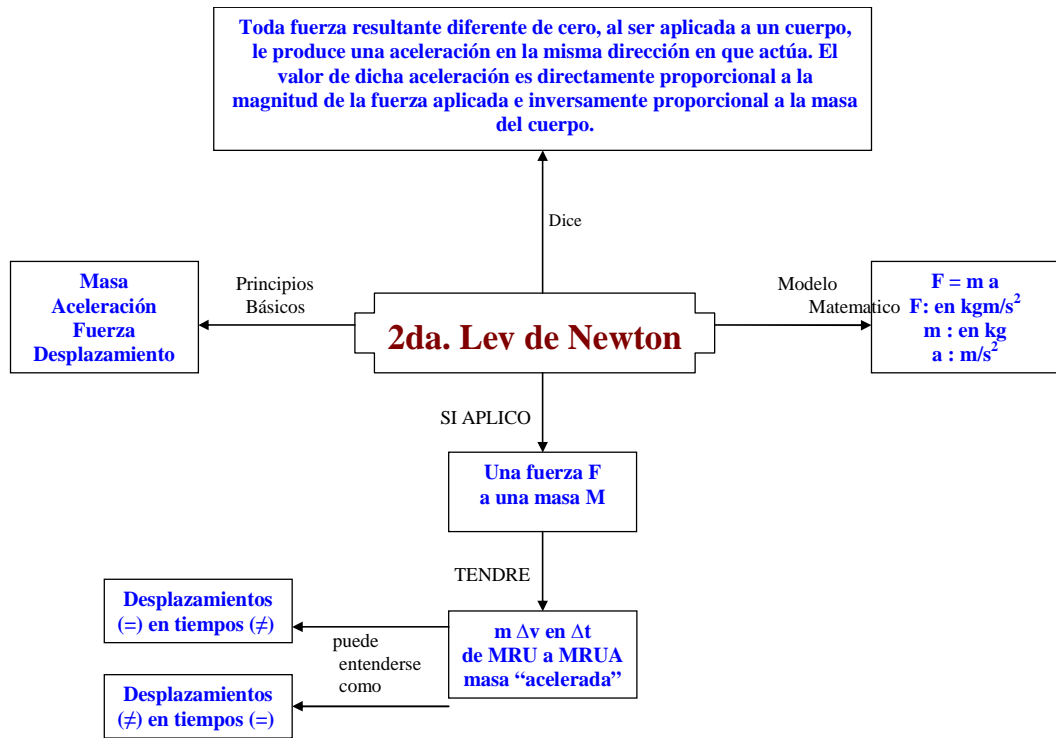 Toda fuerza resultante diferente de cero, al ser aplicada a un cuerpo,
le produce una aceleración en la misma dirección en que actúa. El
valor de dicha aceleración es directamente proporcional a la
magnitud de la fuerza aplicada e inversamente proporcional a la masa
del cuerpo.
Dice
Masa
Aceleración
Fuerza
Desplazamiento
Principios
Básicos
2da. Lev de Newton
Modelo
Matematico
F = m a
F: en kgm/s²
m : en kg
a : m/s²
SI APLICO
Una fuerza F
a una masa M
TENDRE
m Δv en Δt
de MRU a MRUA
masa “acelerada”
puede
entenderse
como
Desplazamientos
(=) en tiempos (≠)
Desplazamientos
(≠) en tiempos (=)